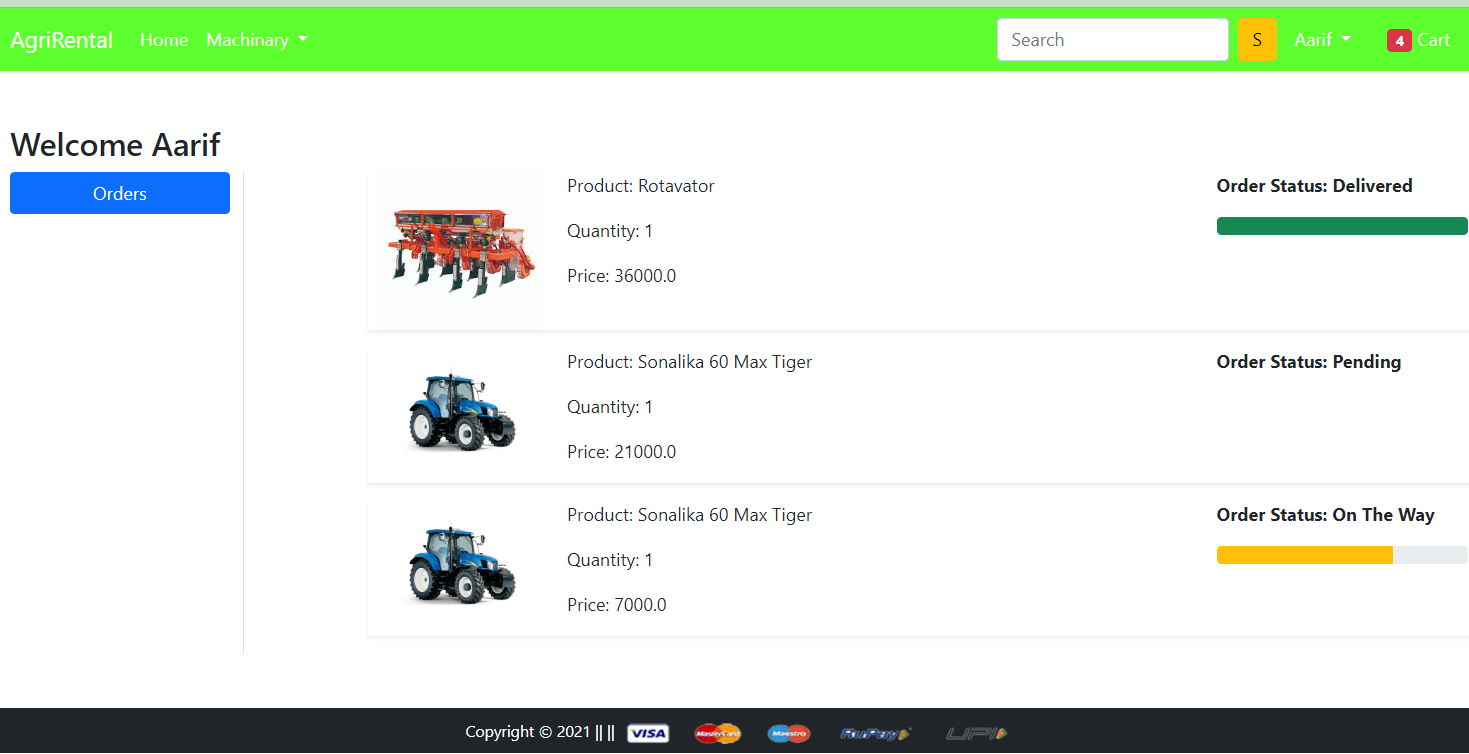 AgriRental Home Machinary Search S Aarif 4 Cart
Welcome Aarif
Orders
Product: Rotavator
Quantity: 1
Price: 36000.0
Order Status: Delivered
Product: Sonalika 60 Max Tiger
Quantity: 1
Price: 21000.0
Order Status: Pending
Product: Sonalika 60 Max Tiger
Quantity: 1
Price: 7000.0
Order Status: On The Way
Copyright © 2021 || || VISA MasterCard Maestro RuPay UPI